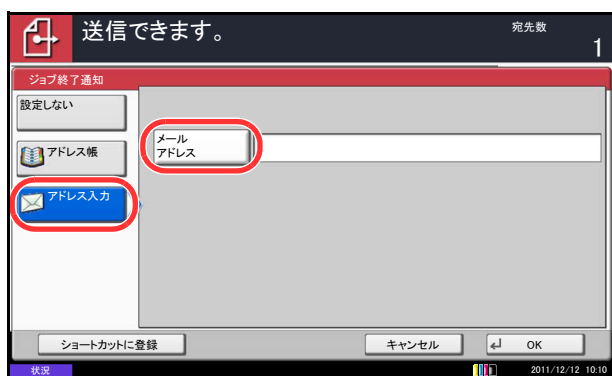 送信できます。
宛先数
1
ジョブ終了通知
設定しない
アドレス帳
メール
アドレス
アドレス入力
ショートカットに登録
キャンセル
OK
状況
2011/12/12 10:10